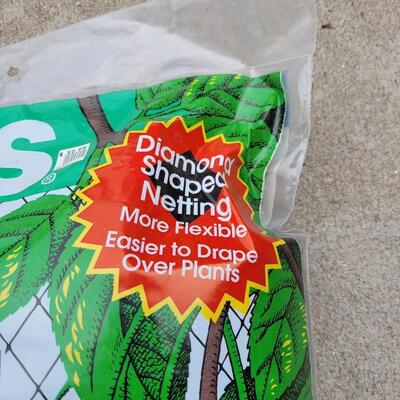 S®
Diamond
Shaped
Netting
More Flexible
Easier to Drape
Over Plants